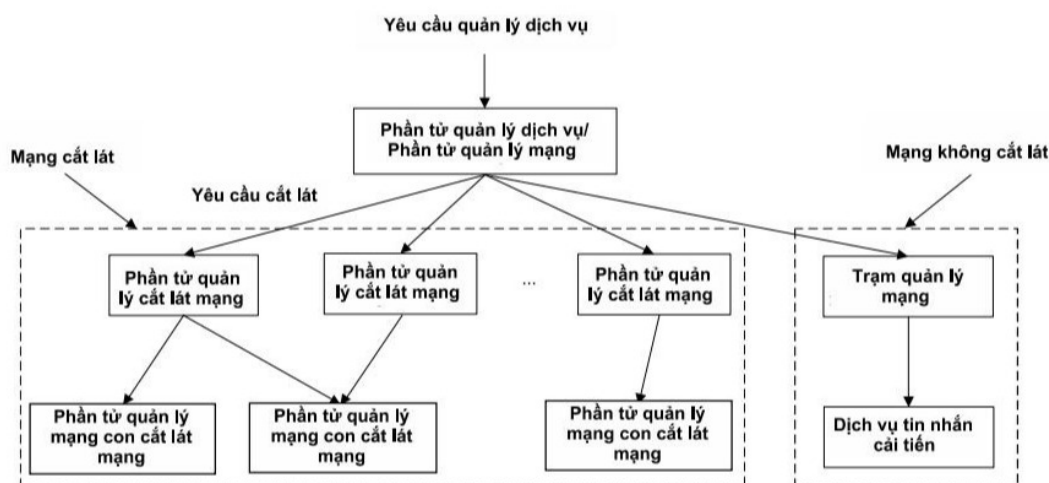 Yêu cầu quản lý dịch vụ
Phần tử quản lý dịch vụ/
Phần tử quản lý mạng
Mạng cắt lát
Mạng không cắt lát
Yêu cầu cắt lát
Phần tử quản
lý cắt lát mạng
Phần tử quản
lý cắt lát mạng
...
Phần tử quản
lý cắt lát mạng
Trạm quản lý
mạng
Phần tử quản lý
mạng con cắt lát
mạng
Phần tử quản lý
mạng con cắt lát
mạng
Phần tử quản lý
mạng con cắt lát
mạng
Dịch vụ tin nhắn
cải tiến